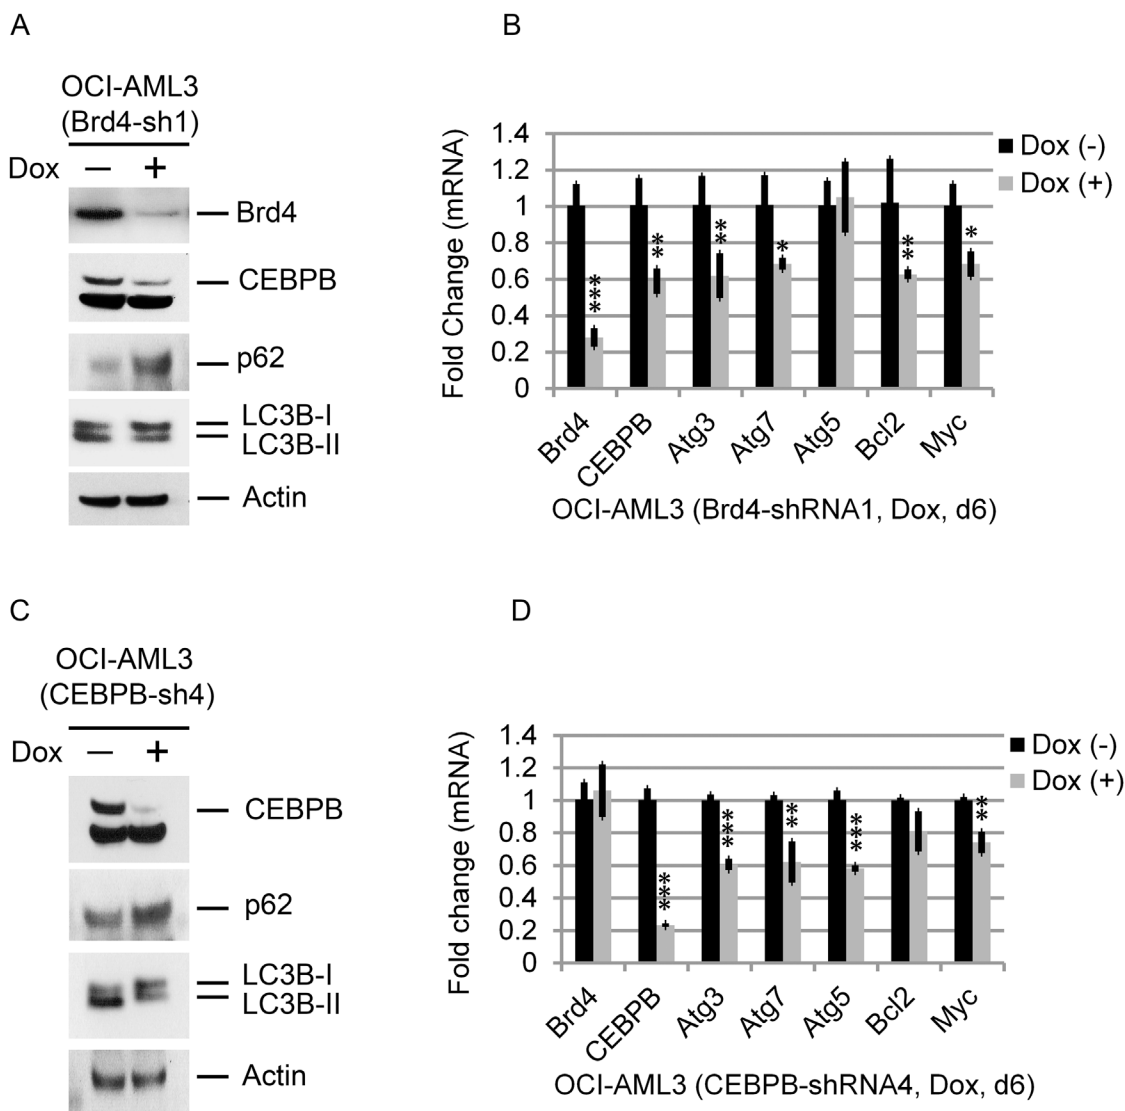 A
OCI-AML3
(Brd4-sh1)
Dox − +
Brd4
CEBPB
p62
LC3B-I
LC3B-II
Actin
B
Fold Change (mRNA)
1.4
1.2
1
0.8
0.6
0.4
0.2
0
***
**
**
*
**
*
Dox (-)
Dox (+)
Brd4
CEBPB
Atg3
Atg7
Atg5
Bcl2
Myc
OCI-AML3 (Brd4-shRNA1, Dox, d6)
C
OCI-AML3
(CEBPB-sh4)
Dox − +
CEBPB
p62
LC3B-I
LC3B-II
Actin
D
Fold change (mRNA)
1.4
1.2
1
0.8
0.6
0.4
0.2
0
***
***
**
***
**
Dox (-)
Dox (+)
Brd4
CEBPB
Atg3
Atg7
Atg5
Bcl2
Myc
OCI-AML3 (CEBPB-shRNA4, Dox, d6)